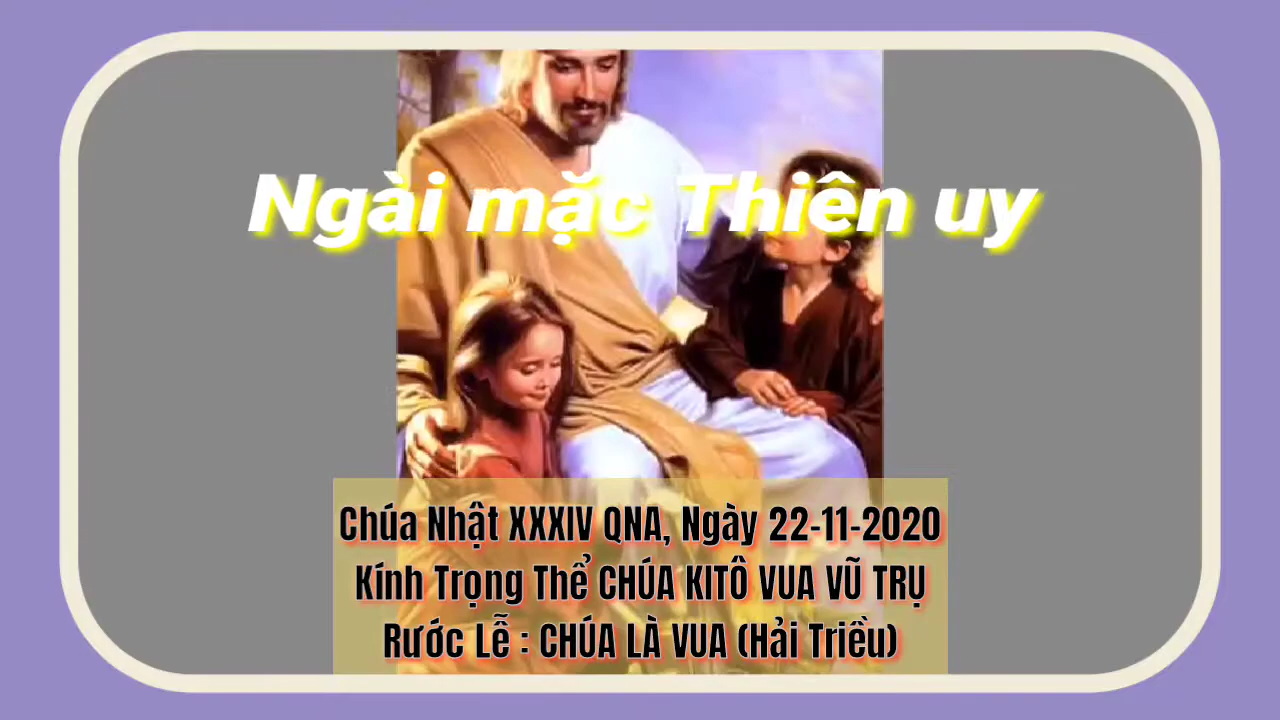 Ngài mặc Thiên uy
Chúa Nhật XXXIV QNA, Ngày 22-11-2020
Kính Trọng Thể CHÚA KITÔ VUA VŨ TRỤ
Rước Lễ : CHÚA LÀ VUA (Hải Triều)